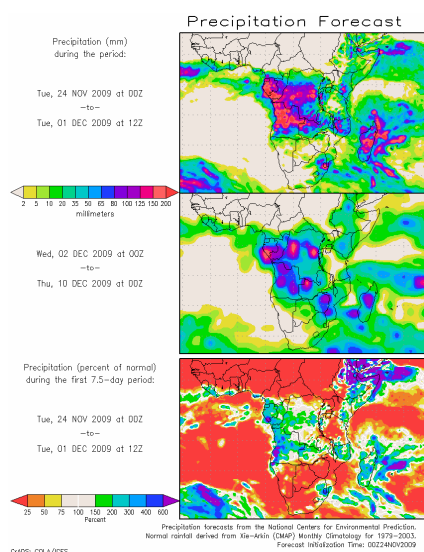 Precipitation Forecast
Precipitation (mm)
during the period:
Tue, 24 NOV 2009 at 00Z
—to—
Tue, 01 DEC 2009 at 12Z
2 5 10 20 35 50 65 80 100 125 150 200
millimeters
Wed, 02 DEC 2009 at 00Z
—to—
Thu, 10 DEC 2009 at 00Z
Precipitation (percent of normal)
during the first 7.5-day period:
Tue, 24 NOV 2009 at 00Z
—to—
Tue, 01 DEC 2009 at 12Z
25 50 75 100 150 200 300 400 600
Percent
Precipitation forecasts from the National Centers for Environmental Prediction.
Normal rainfall derived from Xie-Arkin (CMAP) Monthly Climatology for 1979-2003.
Forecast Initialization Time: 00Z24NOV2009
GrADS: COLA/IGES